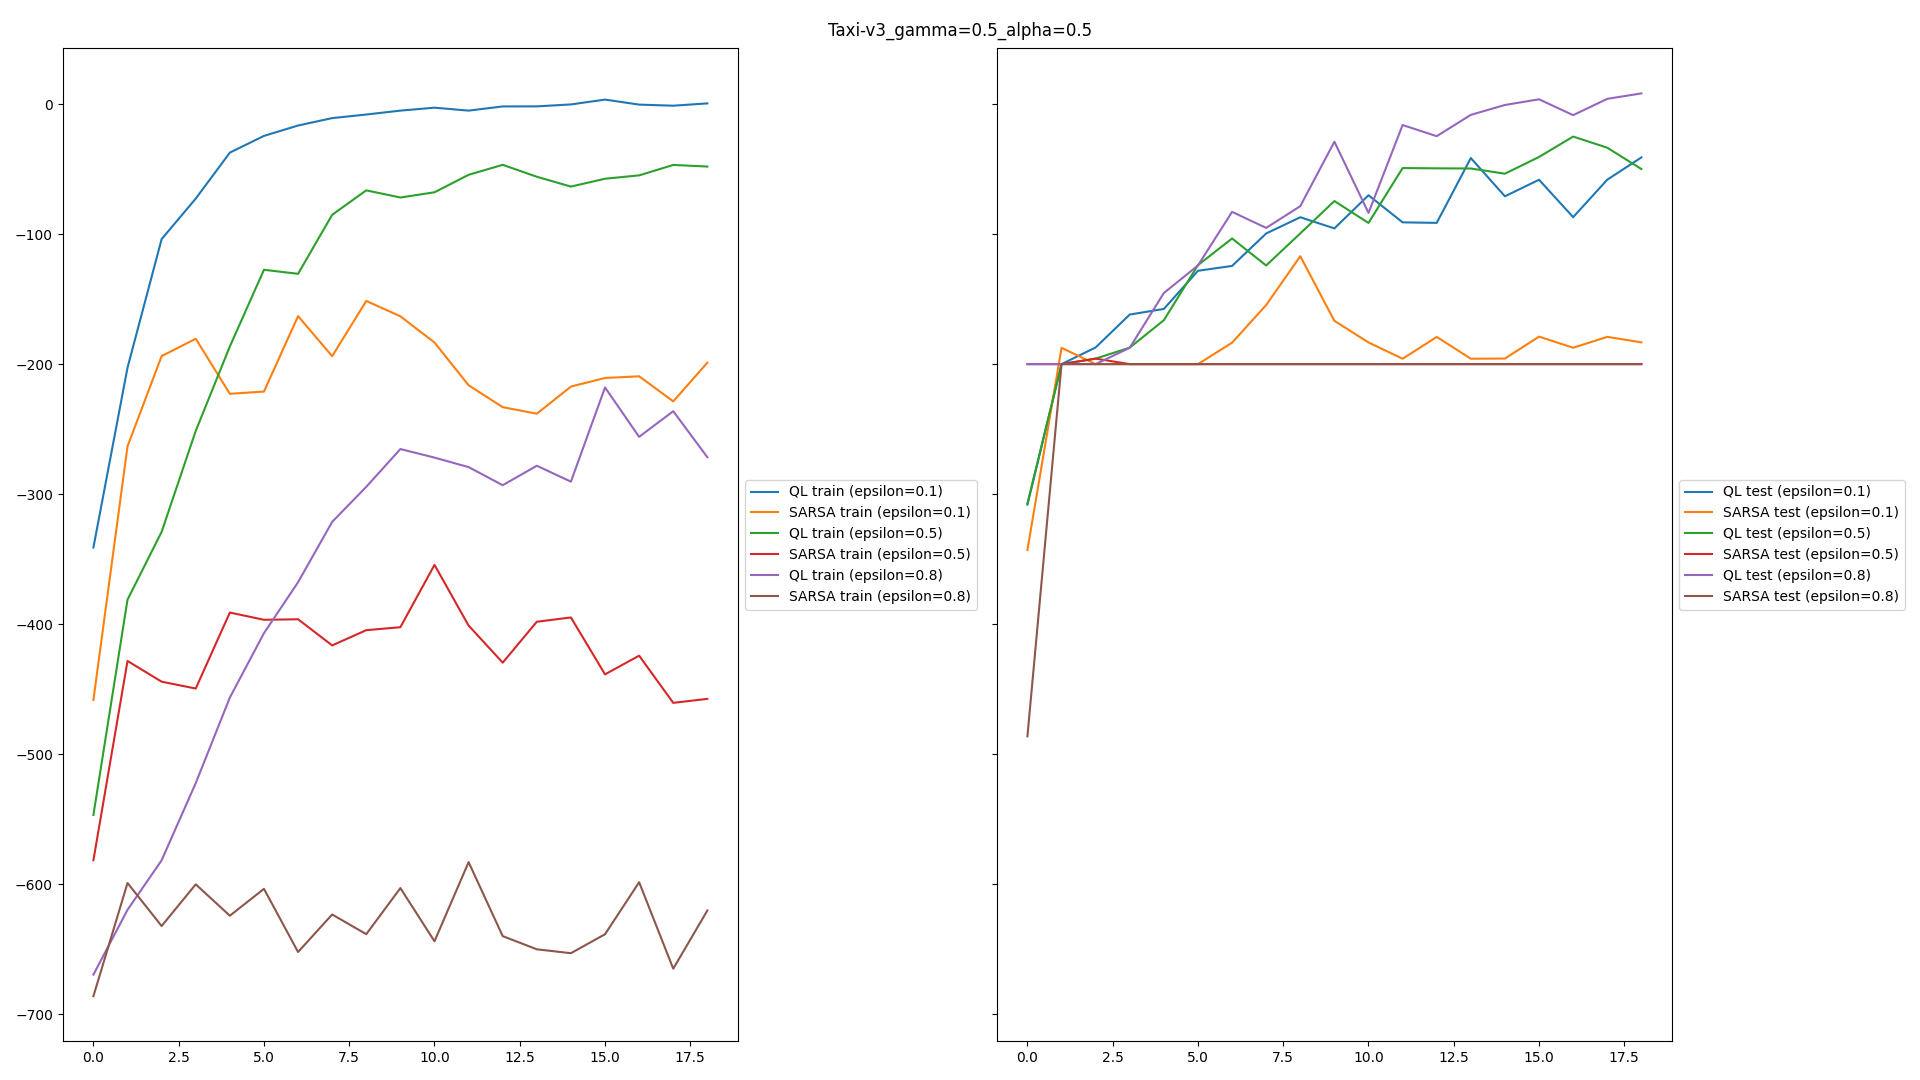 Taxi-v3_gamma=0.5_alpha=0.5
0
−100
−200
−300
−400
−500
−600
−700
0.0 2.5 5.0 7.5 10.0 12.5 15.0 17.5
QL train (epsilon=0.1)
SARSA train (epsilon=0.1)
QL train (epsilon=0.5)
SARSA train (epsilon=0.5)
QL train (epsilon=0.8)
SARSA train (epsilon=0.8)
0.0 2.5 5.0 7.5 10.0 12.5 15.0 17.5
QL test (epsilon=0.1)
SARSA test (epsilon=0.1)
QL test (epsilon=0.5)
SARSA test (epsilon=0.5)
QL test (epsilon=0.8)
SARSA test (epsilon=0.8)